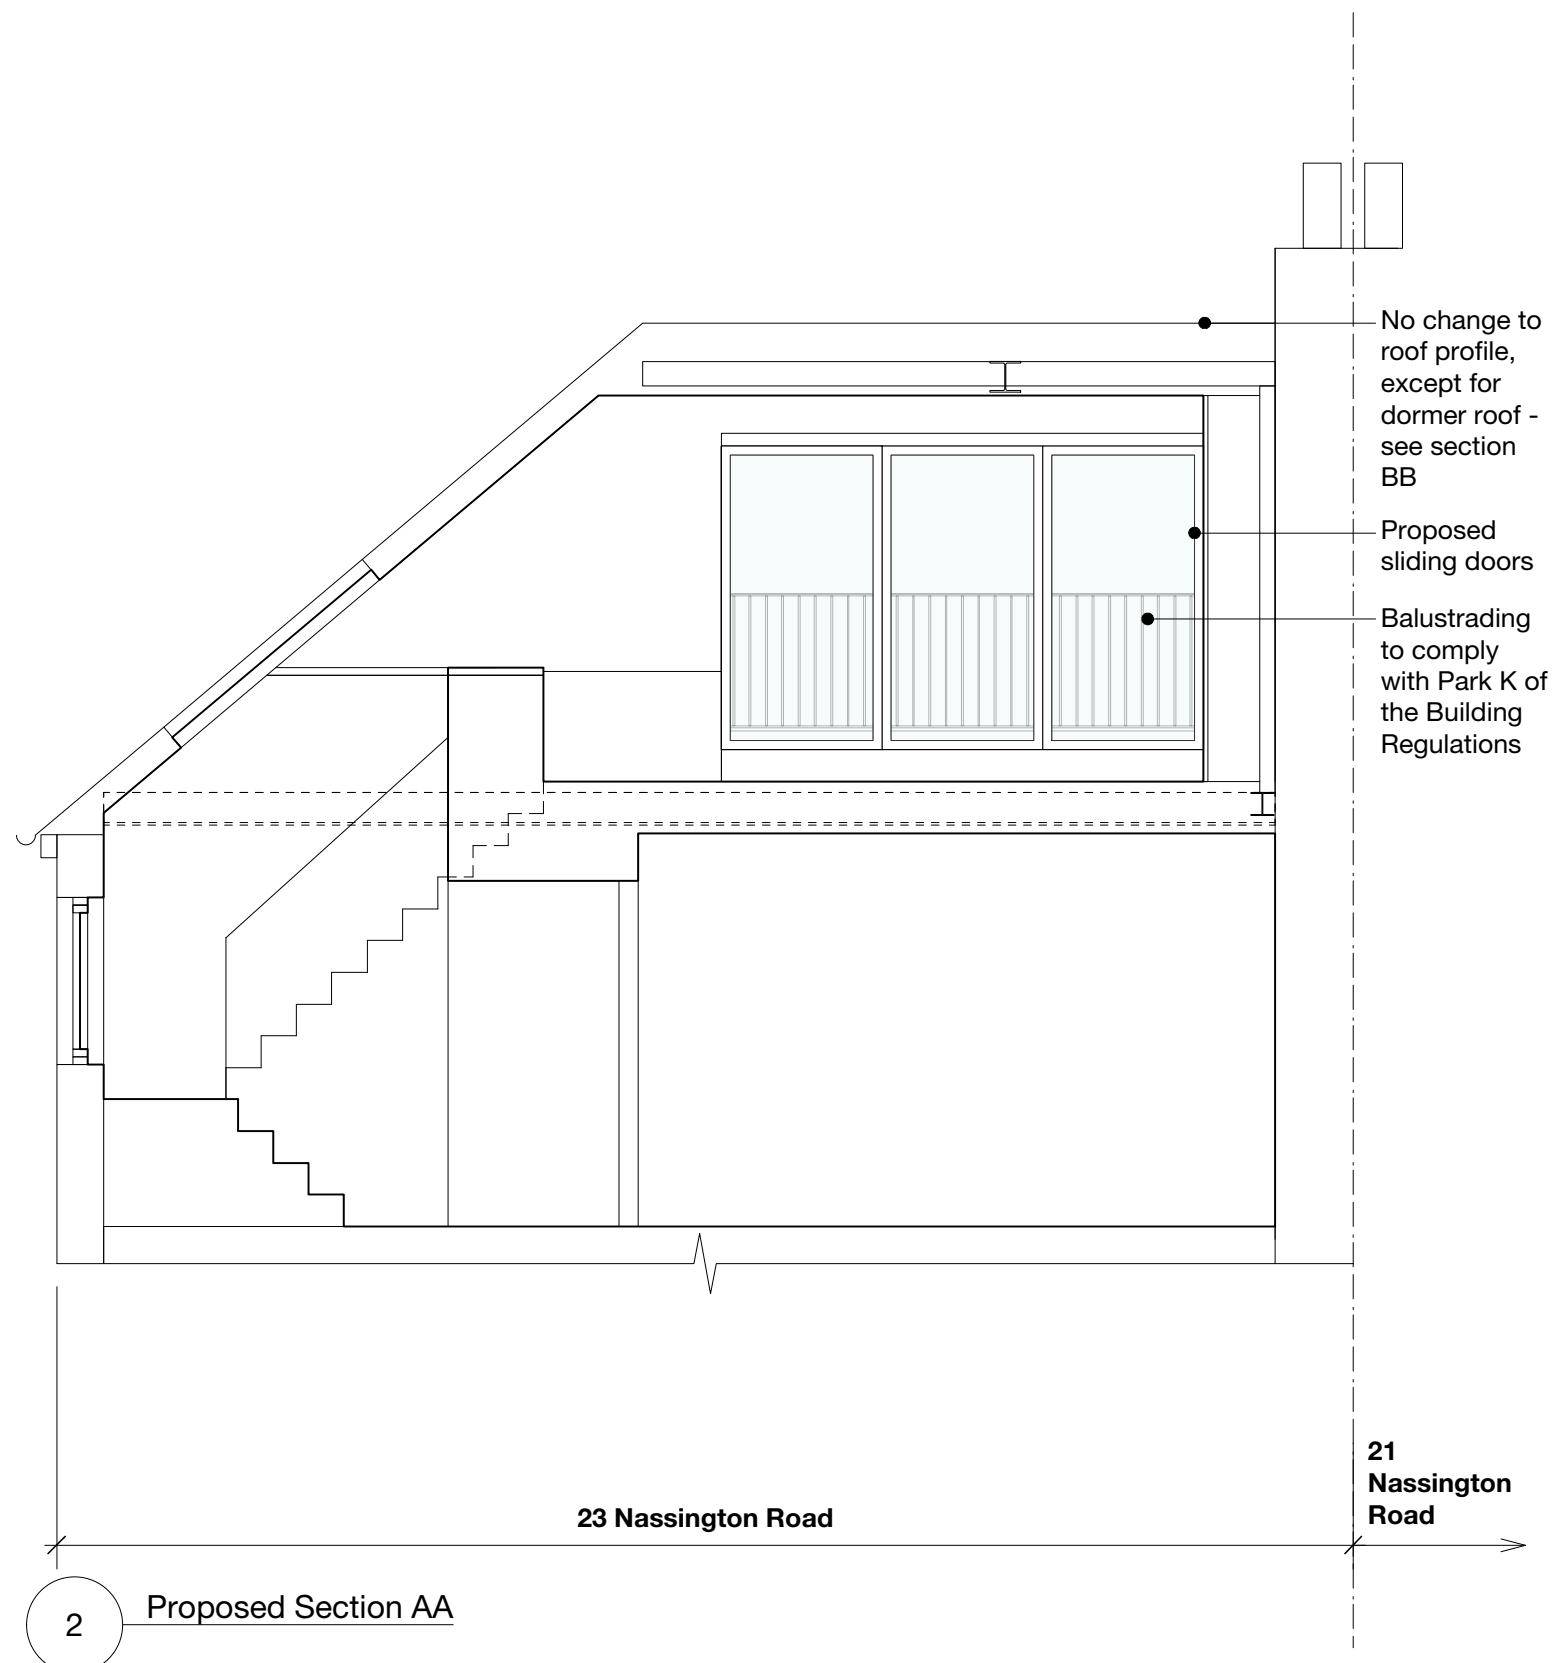 No change to
roof profile,
except for
dormer roof -
see section
BB
Proposed
sliding doors
Balustrading
to comply
with Park K of
the Building
Regulations
21
Nassington
Road
23 Nassington Road
2
Proposed Section AA